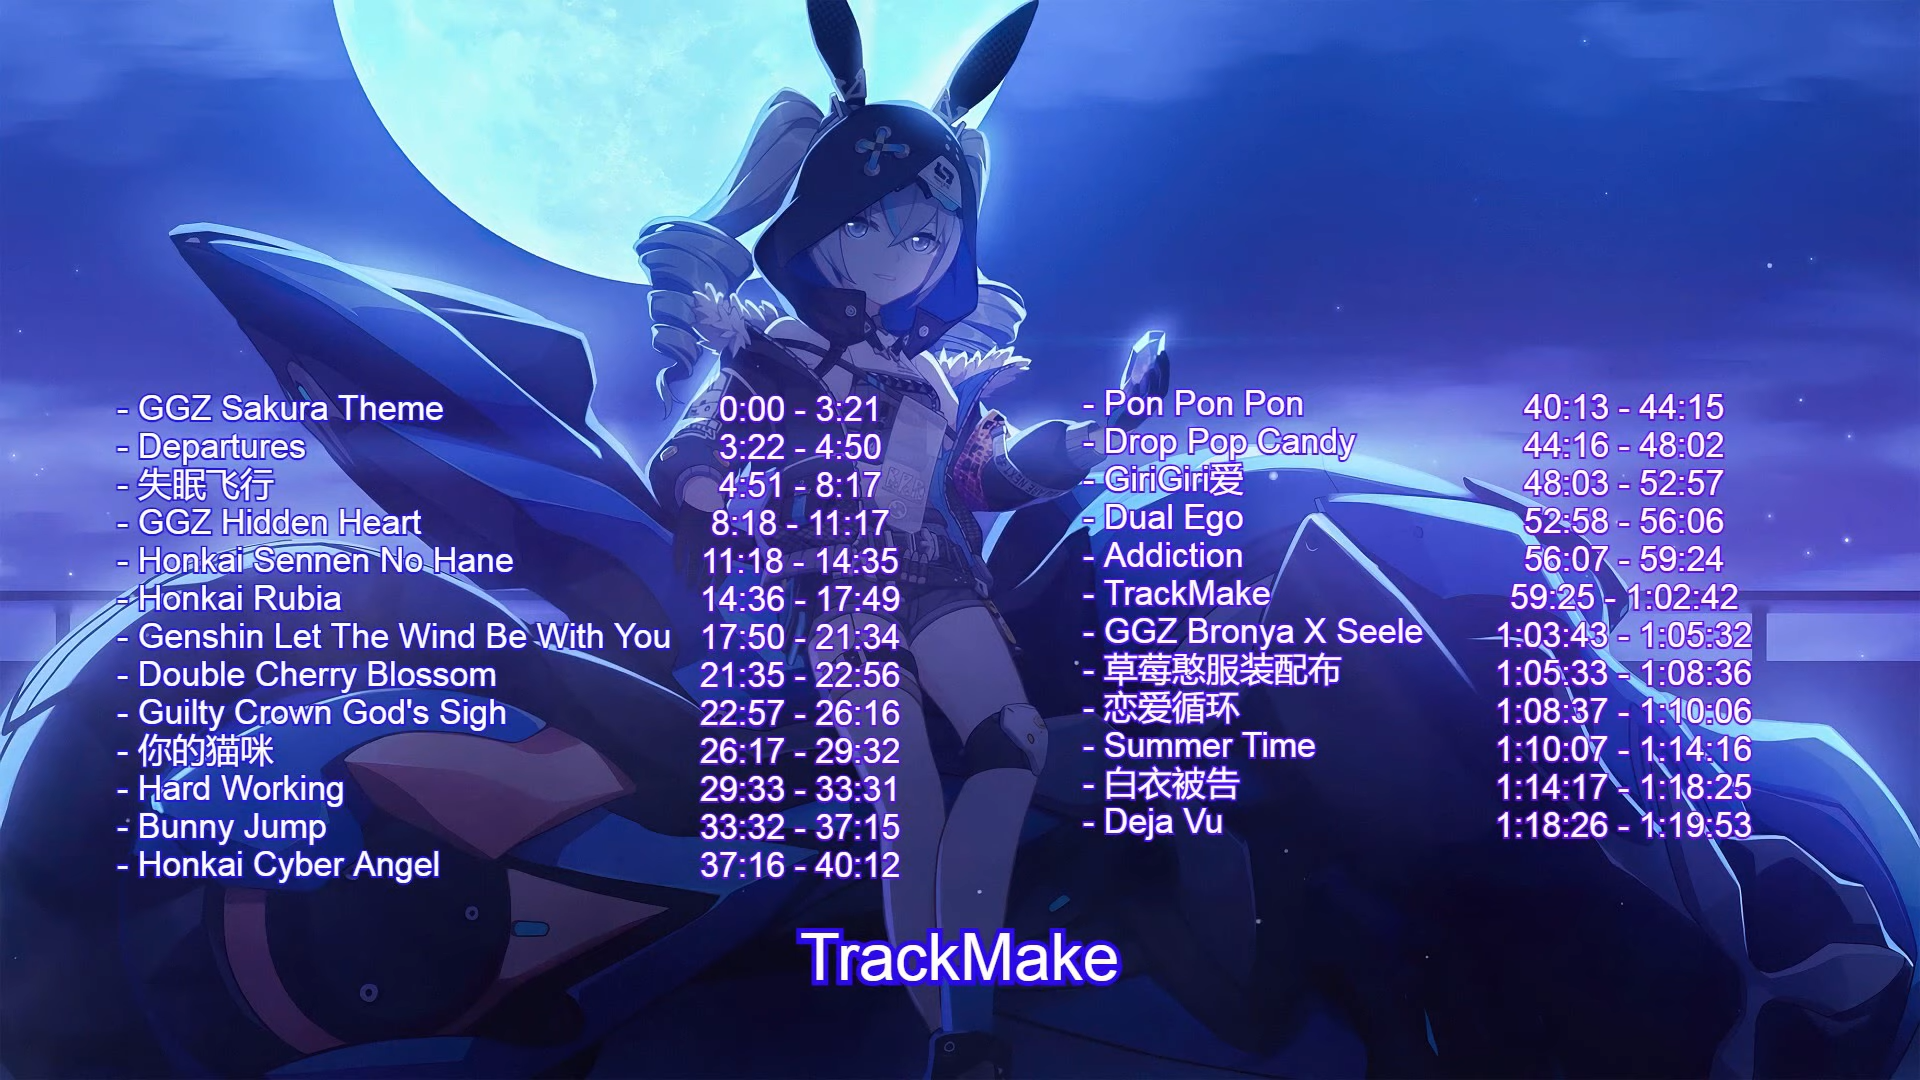 - GGZ Sakura Theme 0:00 - 3:21
- Departures 3:22 - 4:50
- 失眠飞行 4:51 - 8:17
- GGZ Hidden Heart 8:18 - 11:17
- Honkai Sennen No Hane 11:18 - 14:35
- Honkai Rubia 14:36 - 17:49
- Genshin Let The Wind Be With You 17:50 - 21:34
- Double Cherry Blossom 21:35 - 22:56
- Guilty Crown God's Sigh 22:57 - 26:16
- 你的猫咪 26:17 - 29:32
- Hard Working 29:33 - 33:31
- Bunny Jump 33:32 - 37:15
- Honkai Cyber Angel 37:16 - 40:12
- Pon Pon Pon 40:13 - 44:15
- Drop Pop Candy 44:16 - 48:02
- GiriGiri爱 48:03 - 52:57
- Dual Ego 52:58 - 56:06
- Addiction 56:07 - 59:24
- TrackMake 59:25 - 1:02:42
- GGZ Bronya X Seele 1:03:43 - 1:05:32
- 草莓憨服装配布 1:05:33 - 1:08:36
- 恋爱循环 1:08:37 - 1:10:06
- Summer Time 1:10:07 - 1:14:16
- 白衣被告 1:14:17 - 1:18:25
- Deja Vu 1:18:26 - 1:19:53
TrackMake